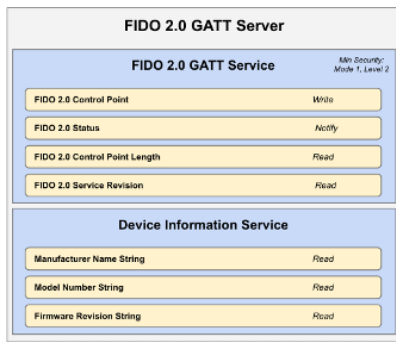 FIDO 2.0 GATT Server
FIDO 2.0 GATT Service
Min Security:
Mode 1, Level 2
FIDO 2.0 Control Point Write
FIDO 2.0 Status Notify
FIDO 2.0 Control Point Length Read
FIDO 2.0 Service Revision Read
Device Information Service
Manufacturer Name String Read
Model Number String Read
Firmware Revision String Read